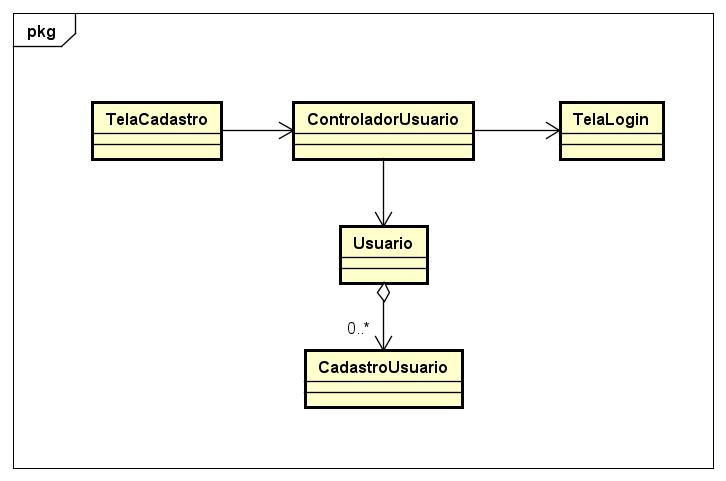 pkg
TelaCadastro
ControladorUsuario
TelaLogin
Usuario
0..*
CadastroUsuario